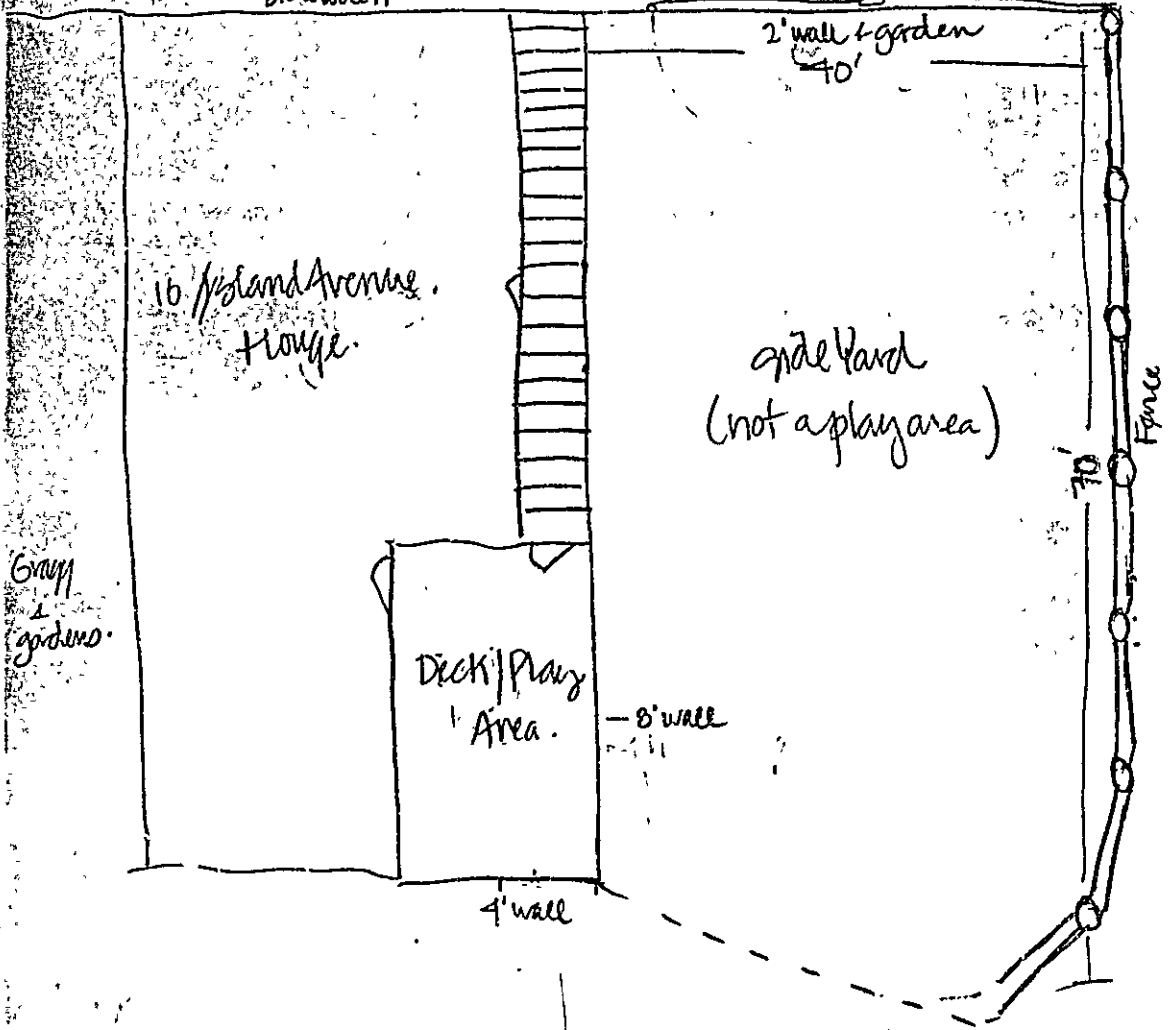 2' wall & garden
40'
16 Island Avenue.
House.
Side Yard
(not a play area)
Fence
70'
Grass
&
gardens.
Deck/Play
Area.
8' wall
4' wall